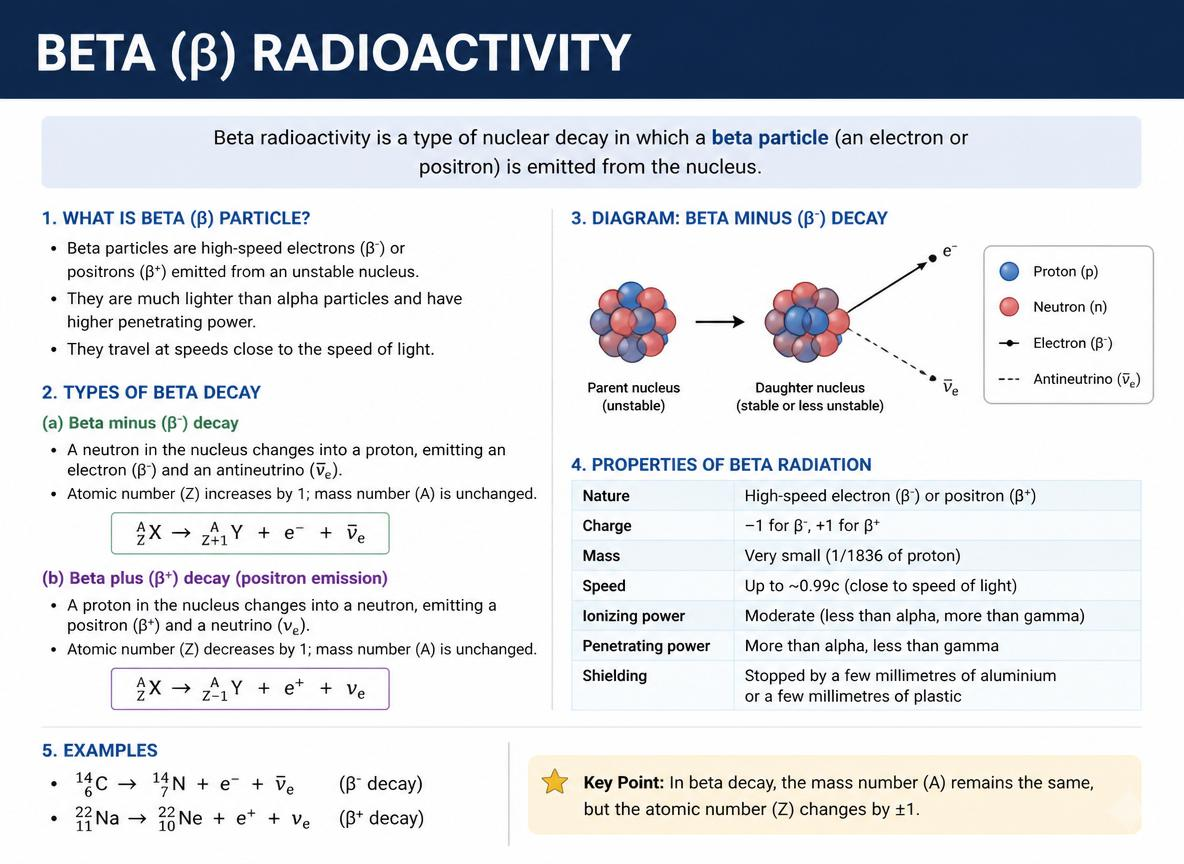 BETA (β) RADIOACTIVITY
Beta radioactivity is a type of nuclear decay in which a beta particle (an electron or
positron) is emitted from the nucleus.
1. WHAT IS BETA (β) PARTICLE?
• Beta particles are high-speed electrons (β⁻) or
positrons (β⁺) emitted from an unstable nucleus.
• They are much lighter than alpha particles and have
higher penetrating power.
• They travel at speeds close to the speed of light.
2. TYPES OF BETA DECAY
(a) Beta minus (β⁻) decay
• A neutron in the nucleus changes into a proton, emitting an
electron (β⁻) and an antineutrino (ν̅ₑ).
• Atomic number (Z) increases by 1; mass number (A) is unchanged.
{}^{A}_{Z}X → {}^{A}_{Z+1}Y + e⁻ + ν̅ₑ
(b) Beta plus (β⁺) decay (positron emission)
• A proton in the nucleus changes into a neutron, emitting a
positron (β⁺) and a neutrino (νₑ).
• Atomic number (Z) decreases by 1; mass number (A) is unchanged.
{}^{A}_{Z}X → {}^{A}_{Z−1}Y + e⁺ + νₑ
3. DIAGRAM: BETA MINUS (β⁻) DECAY
e⁻
ν̅ₑ
Parent nucleus
(unstable)
Daughter nucleus
(stable or less unstable)
Proton (p)
Neutron (n)
Electron (β⁻)
Antineutrino (ν̅ₑ)
4. PROPERTIES OF BETA RADIATION
Nature High-speed electron (β⁻) or positron (β⁺)
Charge −1 for β⁻, +1 for β⁺
Mass Very small (1/1836 of proton)
Speed Up to ~0.99c (close to speed of light)
Ionizing power Moderate (less than alpha, more than gamma)
Penetrating power More than alpha, less than gamma
Shielding Stopped by a few millimetres of aluminium
or a few millimetres of plastic
5. EXAMPLES
• ¹⁴₆C → ¹⁴₇N + e⁻ + ν̅ₑ (β⁻ decay)
• ²²₁₁Na → ²²₁₀Ne + e⁺ + νₑ (β⁺ decay)
Key Point: In beta decay, the mass number (A) remains the same,
but the atomic number (Z) changes by ±1.